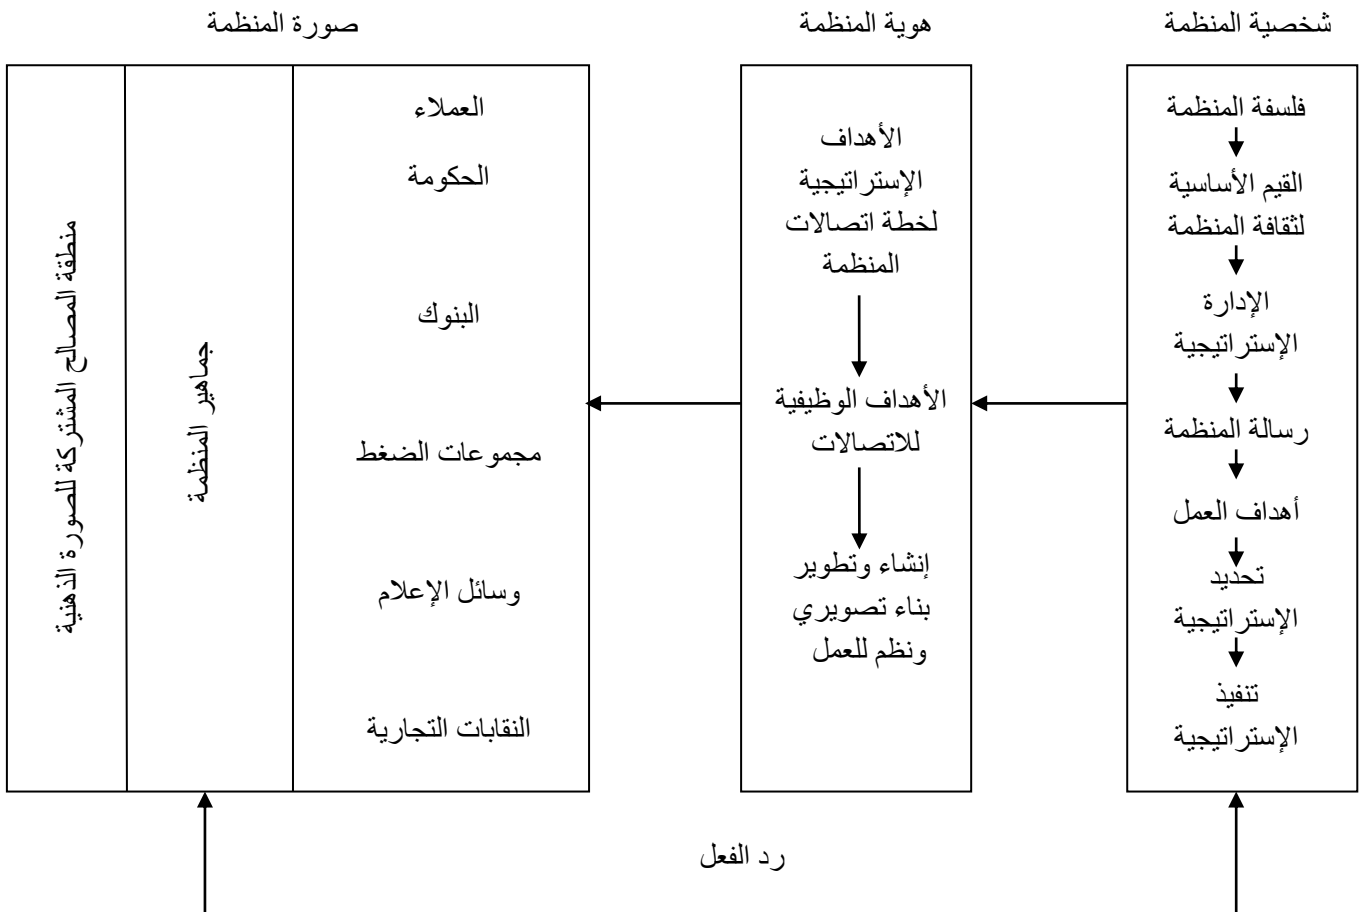 شخصية المنظمة
هوية المنظمة
صورة المنظمة
فلسفة المنظمة
القيم الأساسية
لثقافة المنظمة
الإدارة
الإستراتيجية
رسالة المنظمة
أهداف العمل
تحديد
الإستراتيجية
تنفيذ
الإستراتيجية
الأهداف
الإستراتيجية
لخطة اتصالات
المنظمة
الأهداف الوظيفية
للاتصالات
إنشاء وتطوير
بناء تصويري
ونظم للعمل
العملاء
الحكومة
البنوك
مجموعات الضغط
وسائل الإعلام
النقابات التجارية
جماهير المنظمة
منطقة المصالح المشتركة للصورة الذهنية
رد الفعل